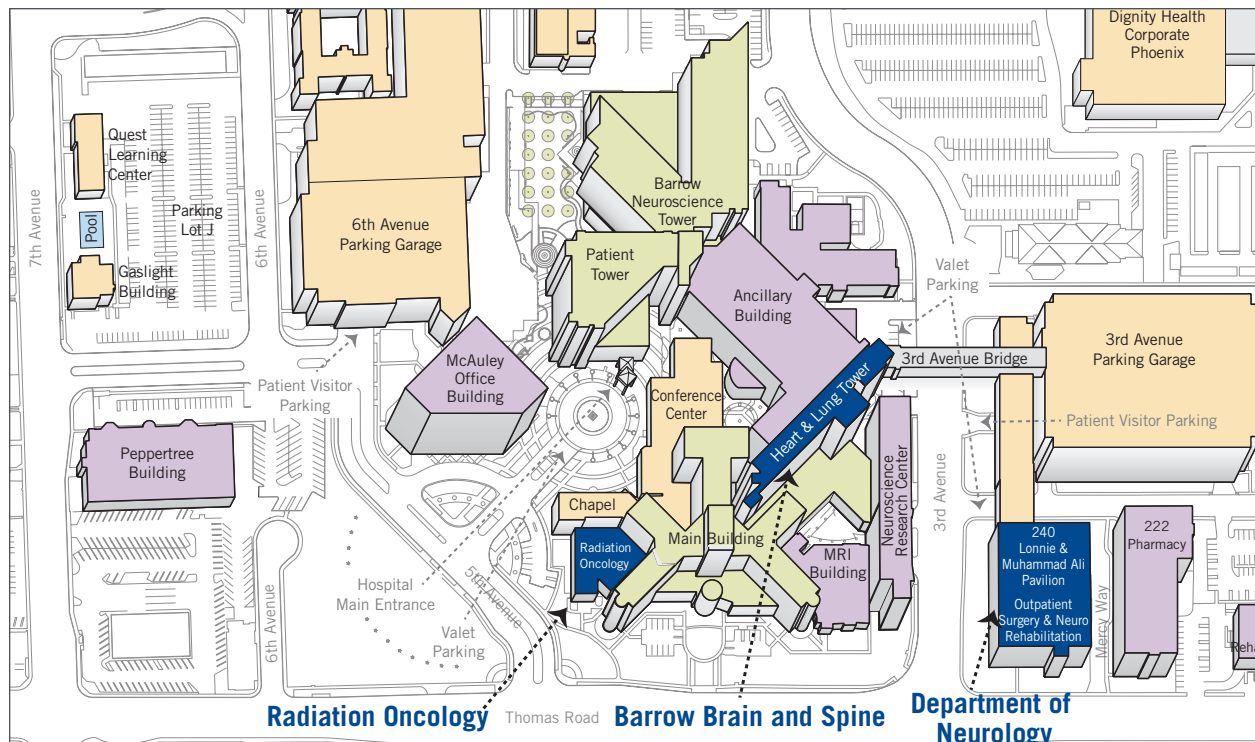 Dignity Health
Corporate
Phoenix
Quest
Learning
Center
7th Avenue
Pool
Parking
Lot J
6th Avenue
Gaslight
Building
6th Avenue
Parking Garage
Barrow
Neuroscience
Tower
Patient
Tower
Ancillary
Building
Valet
Parking
3rd Avenue Bridge
3rd Avenue
Parking Garage
McAuley
Office
Building
Patient Visitor
Parking
Conference
Center
Heart & Lung Tower
Patient Visitor Parking
Peppertree
Building
Chapel
Radiation
Oncology
Main Building
MRI
Building
Neuroscience
Research Center
3rd Avenue
240
Lonnie &
Muhammad Ali
Pavilion
Outpatient
Surgery & Neuro
Rehabilitation
222
Pharmacy
Mercy Way
Reha
Hospital
Main Entrance
5th Avenue
6th Avenue
Valet
Parking
Radiation Oncology
Thomas Road
Barrow Brain and Spine
Department of
Neurology